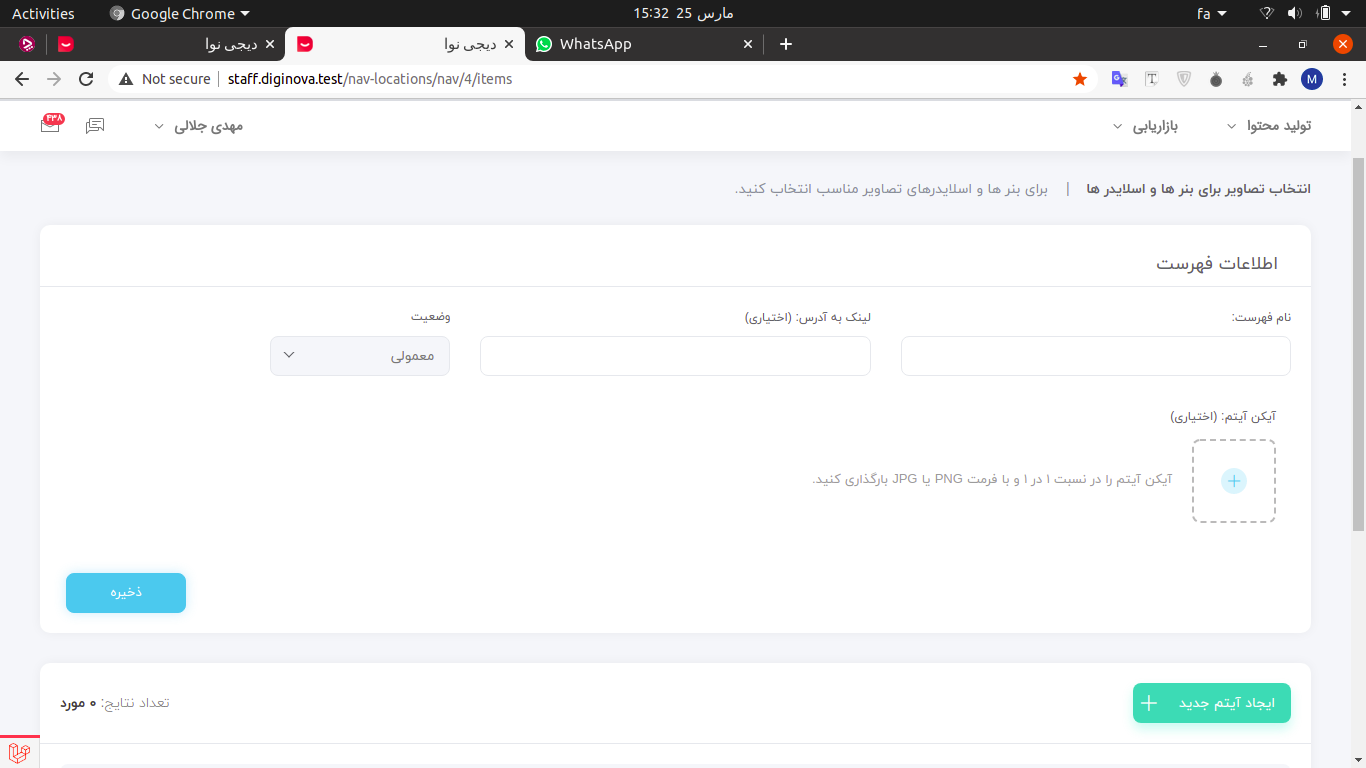 Activities
Google Chrome
مارس 25  15:32
fa
دیجی نوا
دیجی نوا
WhatsApp
Not secure
staff.diginova.test/nav-locations/nav/4/items
M
تولید محتوا
بازاریابی
مهدی جلالی
۴۳۸
انتخاب تصاویر برای بنر ها و اسلایدر ها | برای بنر ها و اسلایدرهای تصاویر مناسب انتخاب کنید.
اطلاعات فهرست
نام فهرست:
لینک به آدرس: (اختیاری)
وضعیت
معمولی
آیکن آیتم: (اختیاری)
آیکن آیتم را در نسبت ۱ در ۱ و با فرمت PNG یا JPG بارگذاری کنید.
ذخیره
ایجاد آیتم جدید
تعداد نتایج: ۰ مورد